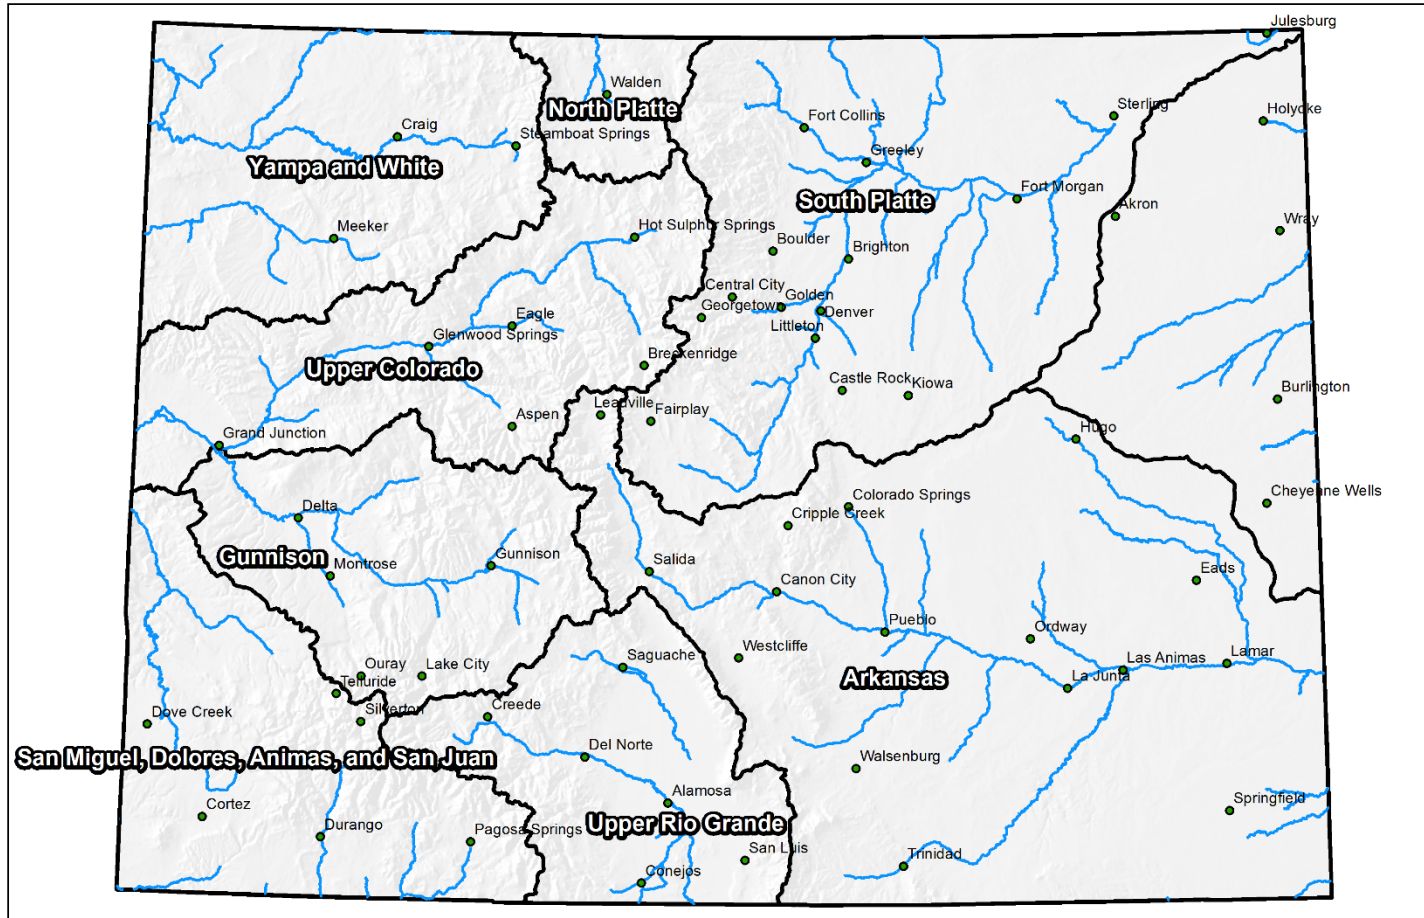 Julesburg
Walden
North Platte
Sterling
Holyoke
Fort Collins
Craig
Steamboat Springs
Greeley
Yampa and White
Fort Morgan
South Platte
Akron
Wray
Meeker
Hot Sulphur Springs
Boulder
Brighton
Central City
Golden
Georgetown
Denver
Eagle
Glenwood Springs
Littleton
Breckenridge
Upper Colorado
Castle Rock
Kiowa
Burlington
Leadville
Aspen
Fairplay
Grand Junction
Hugo
Cheyenne Wells
Colorado Springs
Delta
Cripple Creek
Gunnison
Gunnison
Montrose
Salida
Eads
Canon City
Pueblo
Ordway
Westcliffe
Saguache
Las Animas
Lamar
Ouray
Lake City
Telluride
Arkansas
La Junta
Dove Creek
Silverton
Creede
San Miguel, Dolores, Animas, and San Juan
Del Norte
Walsenburg
Alamosa
Springfield
Cortez
Upper Rio Grande
Durango
Pagosa Springs
San Luis
Trinidad
Conejos